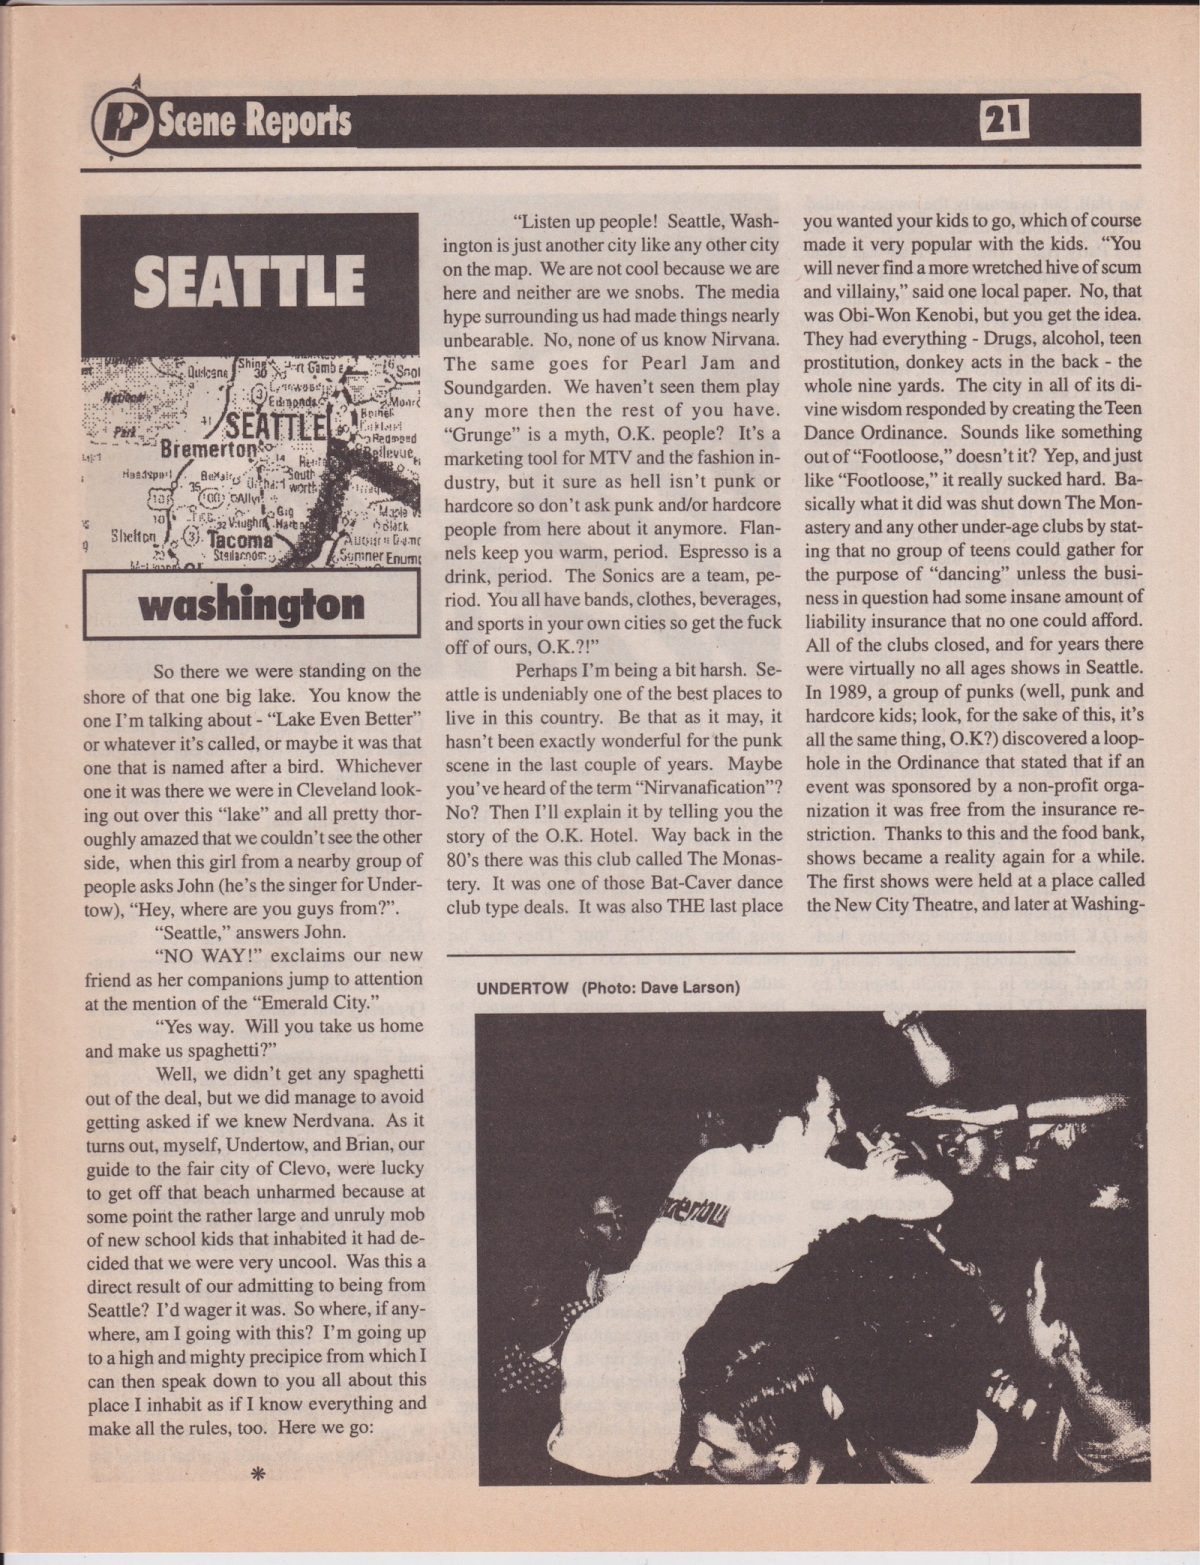 PP Scene Reports
21
SEATTLE
Quilcene
Shine
Port Gamble
National
Park
Edmonds
SEATTLE
Bremerton
Redmond
Bellevue
Shelton
Tacoma
Steilacoom
Sumner
washington
So there we were standing on the
shore of that one big lake. You know the
one I'm talking about - “Lake Even Better”
or whatever it's called, or maybe it was that
one that is named after a bird. Whichever
one it was there we were in Cleveland look-
ing out over this “lake” and all pretty thor-
oughly amazed that we couldn't see the other
side, when this girl from a nearby group of
people asks John (he's the singer for Under-
tow), “Hey, where are you guys from?”.
“Seattle,” answers John.
“NO WAY!” exclaims our new
friend as her companions jump to attention
at the mention of the “Emerald City.”
“Yes way. Will you take us home
and make us spaghetti?”
Well, we didn't get any spaghetti
out of the deal, but we did manage to avoid
getting asked if we knew Nerdvana. As it
turns out, myself, Undertow, and Brian, our
guide to the fair city of Clevo, were lucky
to get off that beach unharmed because at
some point the rather large and unruly mob
of new school kids that inhabited it had de-
cided that we were very uncool. Was this a
direct result of our admitting to being from
Seattle? I'd wager it was. So where, if any-
where, am I going with this? I'm going up
to a high and mighty precipice from which I
can then speak down to you all about this
place I inhabit as if I know everything and
make all the rules, too. Here we go:
*
“Listen up people! Seattle, Wash-
ington is just another city like any other city
on the map. We are not cool because we are
here and neither are we snobs. The media
hype surrounding us had made things nearly
unbearable. No, none of us know Nirvana.
The same goes for Pearl Jam and
Soundgarden. We haven't seen them play
any more then the rest of you have.
“Grunge” is a myth, O.K. people? It's a
marketing tool for MTV and the fashion in-
dustry, but it sure as hell isn't punk or
hardcore so don't ask punk and/or hardcore
people from here about it anymore. Flan-
nels keep you warm, period. Espresso is a
drink, period. The Sonics are a team, pe-
riod. You all have bands, clothes, beverages,
and sports in your own cities so get the fuck
off of ours, O.K.?!”
Perhaps I'm being a bit harsh. Se-
attle is undeniably one of the best places to
live in this country. Be that as it may, it
hasn't been exactly wonderful for the punk
scene in the last couple of years. Maybe
you've heard of the term “Nirvanafication”?
No? Then I'll explain it by telling you the
story of the O.K. Hotel. Way back in the
80's there was this club called The Monas-
tery. It was one of those Bat-Caver dance
club type deals. It was also THE last place
you wanted your kids to go, which of course
made it very popular with the kids. “You
will never find a more wretched hive of scum
and villainy,” said one local paper. No, that
was Obi-Won Kenobi, but you get the idea.
They had everything - Drugs, alcohol, teen
prostitution, donkey acts in the back - the
whole nine yards. The city in all of its di-
vine wisdom responded by creating the Teen
Dance Ordinance. Sounds like something
out of “Footloose,” doesn't it? Yep, and just
like “Footloose,” it really sucked hard. Ba-
sically what it did was shut down The Mon-
astery and any other under-age clubs by stat-
ing that no group of teens could gather for
the purpose of “dancing” unless the busi-
ness in question had some insane amount of
liability insurance that no one could afford.
All of the clubs closed, and for years there
were virtually no all ages shows in Seattle.
In 1989, a group of punks (well, punk and
hardcore kids; look, for the sake of this, it's
all the same thing, O.K?) discovered a loop-
hole in the Ordinance that stated that if an
event was sponsored by a non-profit orga-
nization it was free from the insurance re-
striction. Thanks to this and the food bank,
shows became a reality again for a while.
The first shows were held at a place called
the New City Theatre, and later at Washing-
UNDERTOW (Photo: Dave Larson)